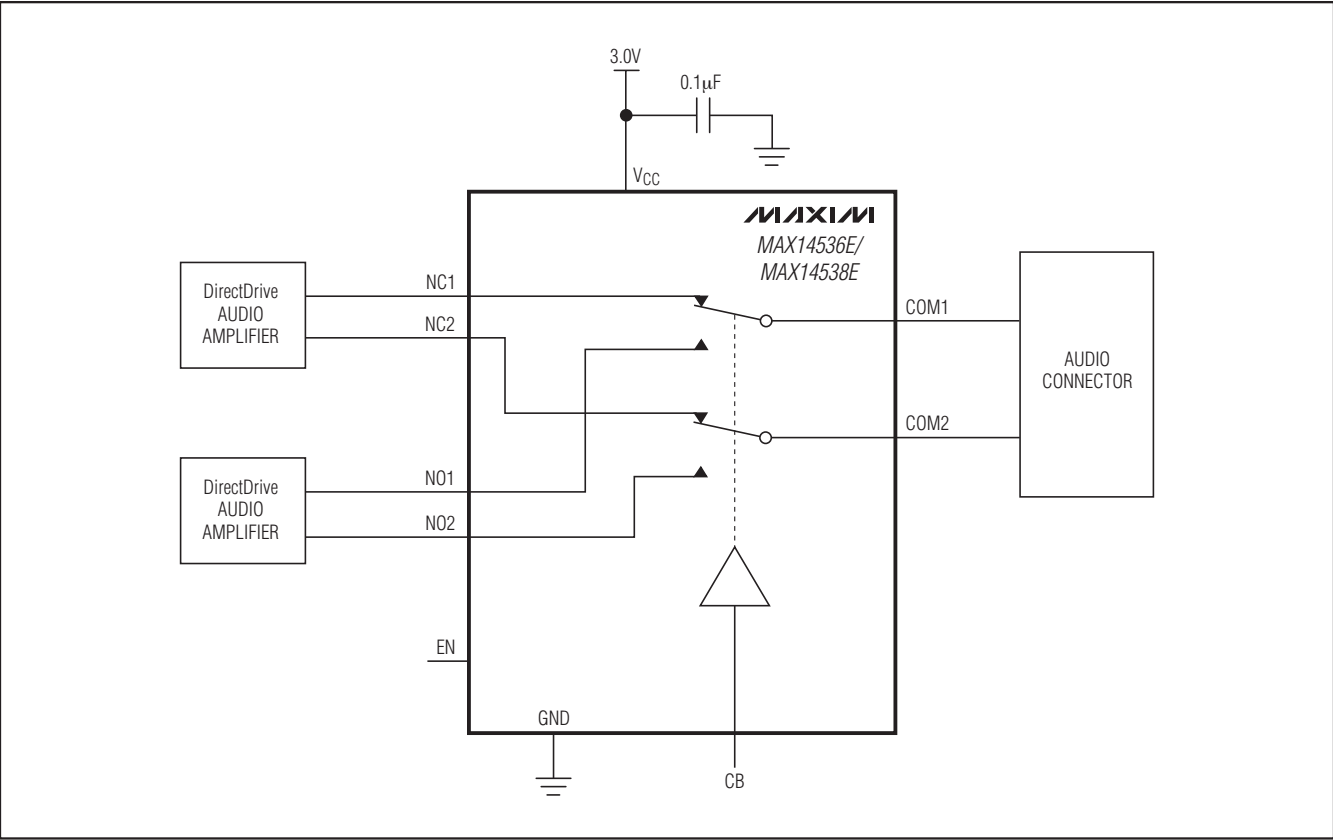 3.0V
0.1μF
VCC
MAXIM
MAX14536E/
MAX14538E
DirectDrive
AUDIO
AMPLIFIER
NC1
NC2
COM1
COM2
AUDIO
CONNECTOR
DirectDrive
AUDIO
AMPLIFIER
NO1
NO2
EN
GND
CB